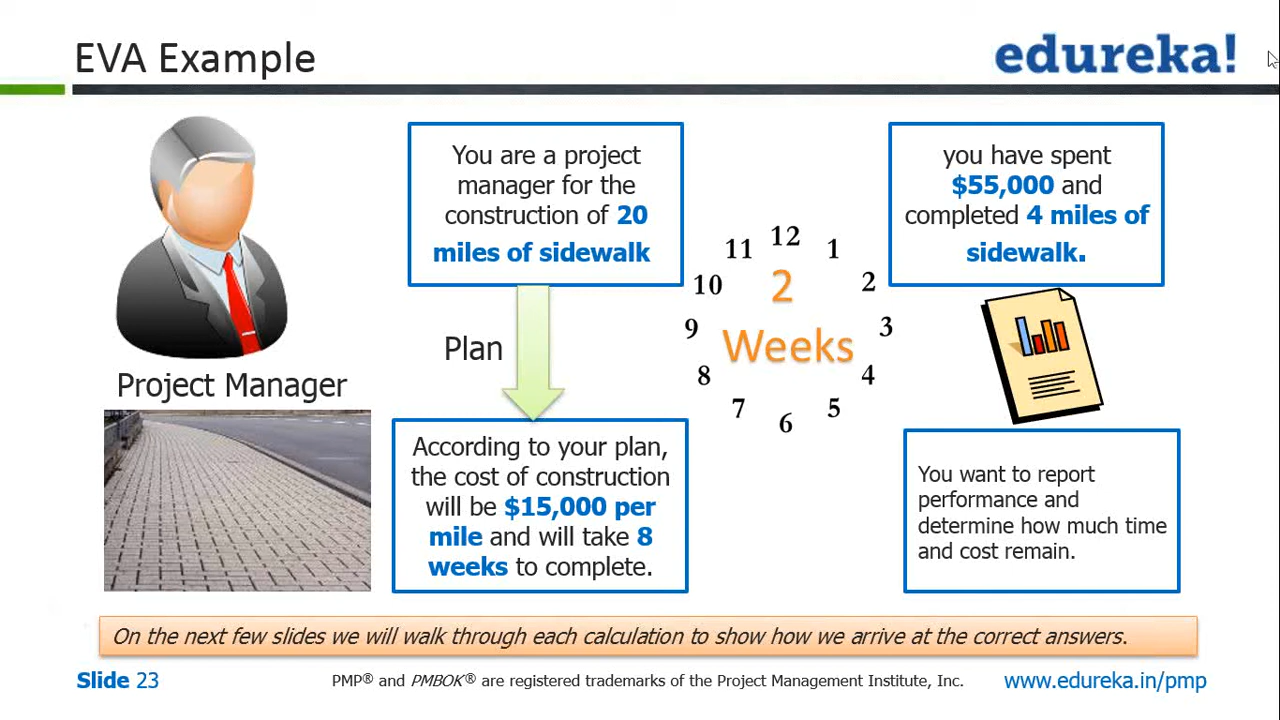 EVA Example
edureka!
You are a project
manager for the
construction of 20
miles of sidewalk
you have spent
$55,000 and
completed 4 miles of
sidewalk.
12
11
1
10
2
2
9
Weeks
3
8
4
7
5
6
Plan
Project Manager
According to your plan,
the cost of construction
will be $15,000 per
mile and will take 8
weeks to complete.
You want to report
performance and
determine how much time
and cost remain.
On the next few slides we will walk through each calculation to show how we arrive at the correct answers.
Slide 23
PMP® and PMBOK® are registered trademarks of the Project Management Institute, Inc.
www.edureka.in/pmp